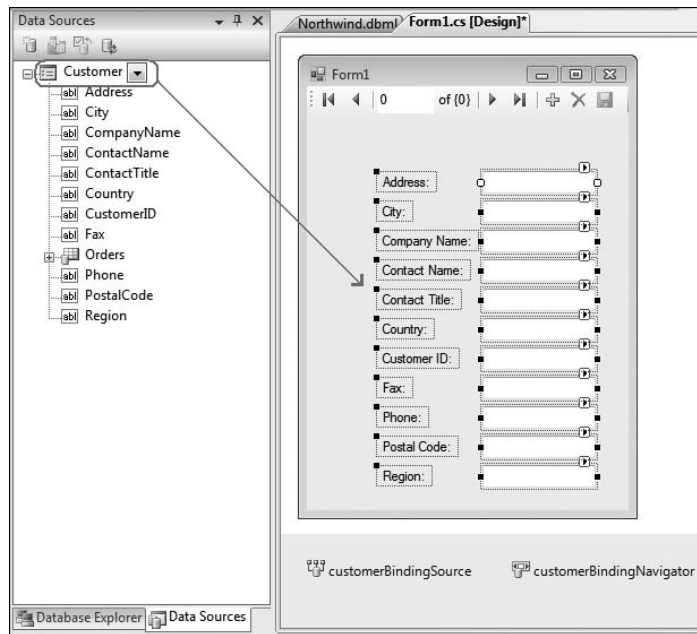 Data Sources
Customer
Address
City
CompanyName
ContactName
ContactTitle
Country
CustomerID
Fax
Orders
Phone
PostalCode
Region
Database Explorer
Data Sources
Northwind.dbml
Form1.cs [Design]*
Form1
0 of {0}
Address:
City:
Company Name:
Contact Name:
Contact Title:
Country:
Customer ID:
Fax:
Phone:
Postal Code:
Region:
customerBindingSource
customerBindingNavigator